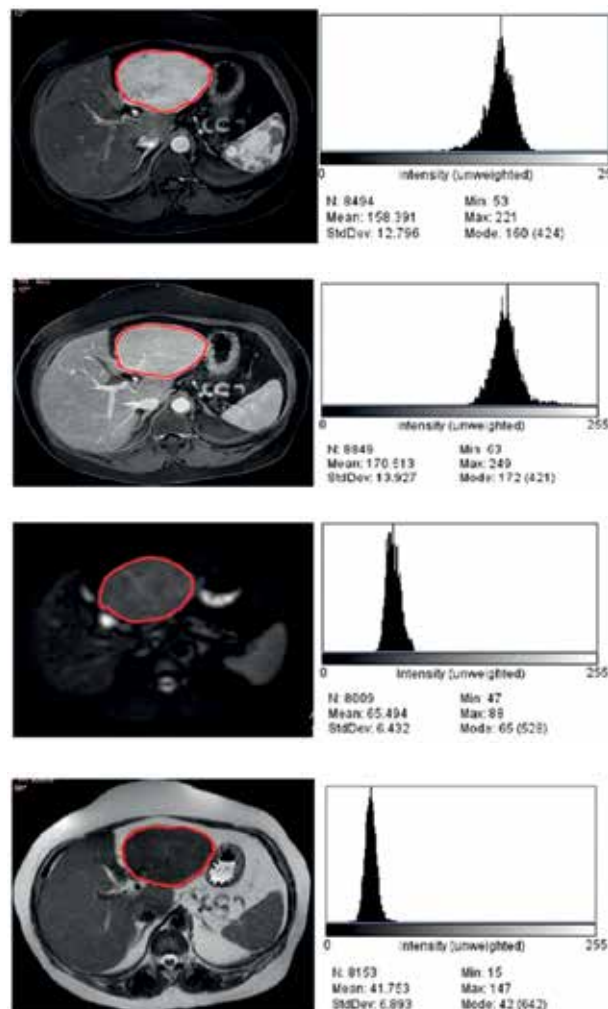 0
25
Intensity (unweighted)
N: 8494 Min: 53
Mean: 158.391 Max: 221
StdDev: 12.796 Mode: 160 (424)
0
255
Intensity (unweighted)
N: 8849 Min: 63
Mean: 170.513 Max: 249
StdDev: 13.927 Mode: 172 (421)
0
255
Intensity (unweighted)
N: 8009 Min: 47
Mean: 65.494 Max: 88
StdDev: 6.432 Mode: 65 (528)
0
255
Intensity (unweighted)
N: 8153 Min: 15
Mean: 41.753 Max: 147
StdDev: 6.893 Mode: 42 (642)